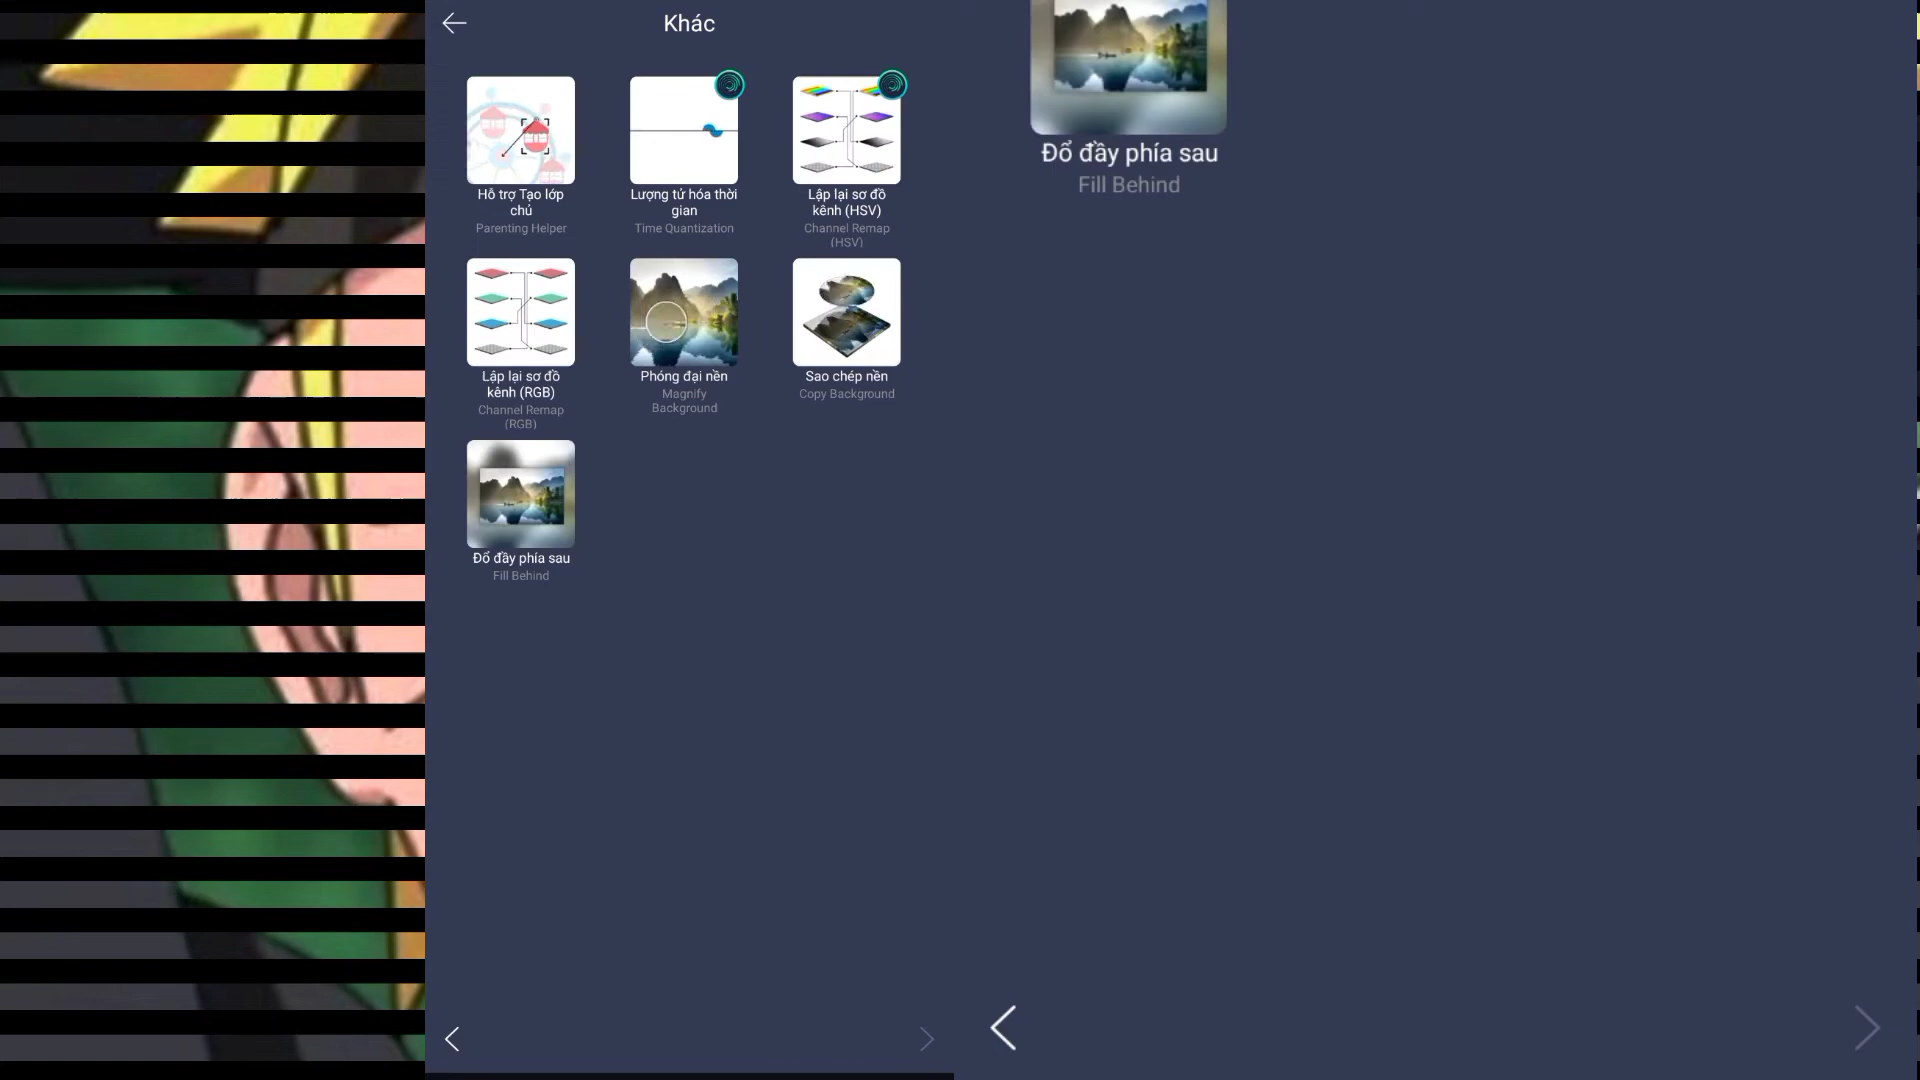 Khác
Hỗ trợ Tạo lớp
chủ
Parenting Helper
Lượng tử hóa thời
gian
Time Quantization
Lập lại sơ đồ
kênh (HSV)
Channel Remap
(HSV)
Lập lại sơ đồ
kênh (RGB)
Channel Remap
(RGB)
Phóng đại nền
Magnify
Background
Sao chép nền
Copy Background
Đổ đầy phía sau
Fill Behind
Đổ đầy phía sau
Fill Behind